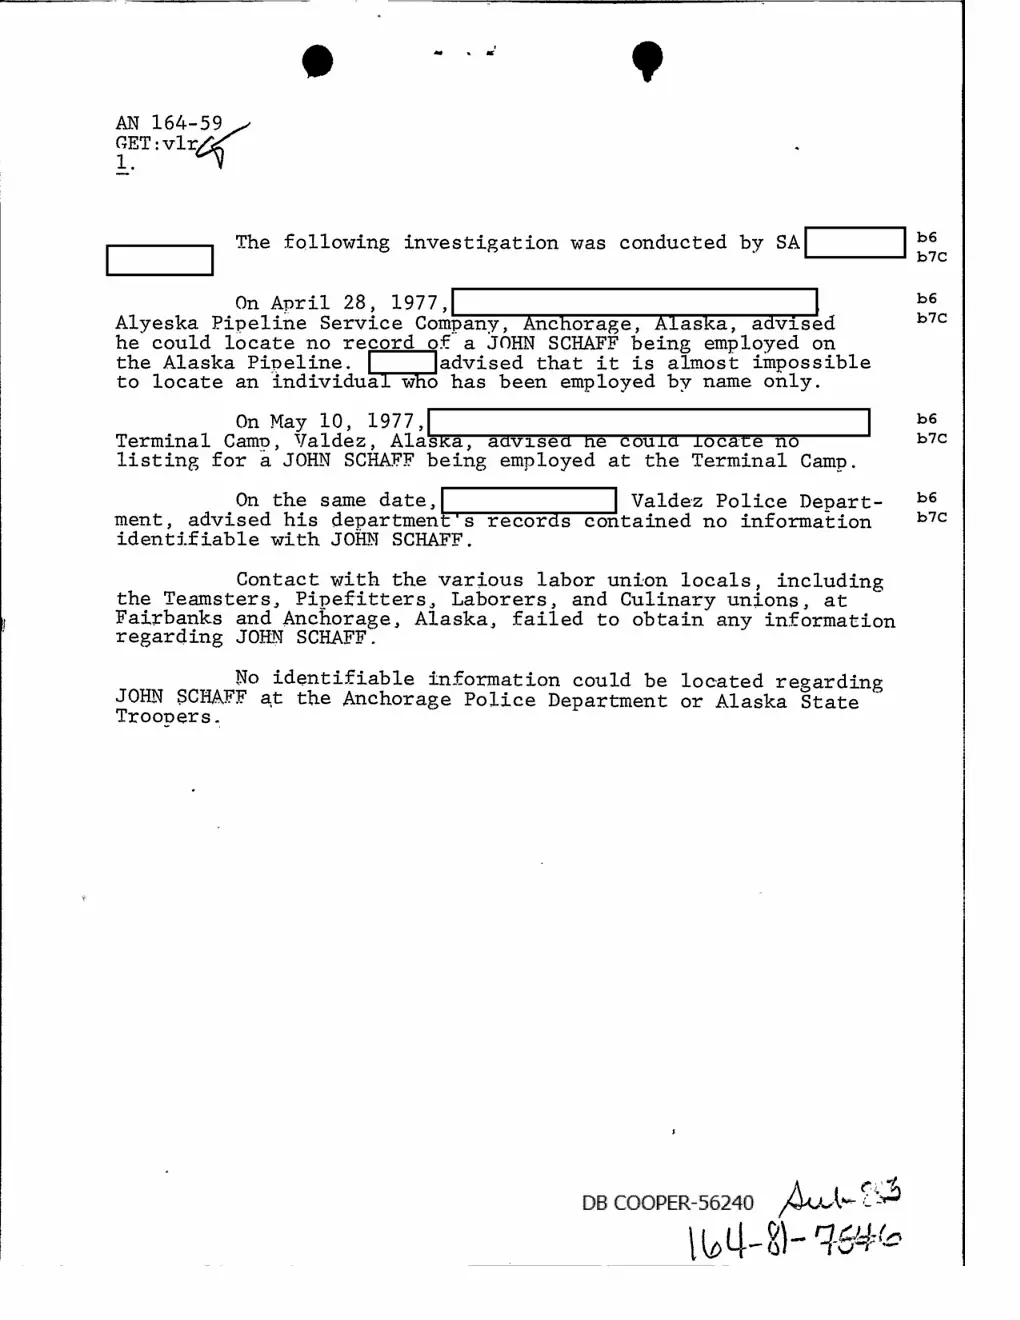 AN 164-59
GET:vlr
1.
The following investigation was conducted by SA
b6
b7C
On April 28, 1977,
b6
Alyeska Pipeline Service Company, Anchorage, Alaska, advised
b7C
he could locate no record of a JOHN SCHAFF being employed on
the Alaska Pipeline. advised that it is almost impossible
to locate an individual who has been employed by name only.
On May 10, 1977,
b6
Terminal Camp, Valdez, Alaska, advised he could locate no
b7C
listing for a JOHN SCHAFF being employed at the Terminal Camp.
On the same date, Valdez Police Depart-
b6
ment, advised his department's records contained no information
b7C
identifiable with JOHN SCHAFF.
Contact with the various labor union locals, including
the Teamsters, Pipefitters, Laborers, and Culinary unions, at
Fairbanks and Anchorage, Alaska, failed to obtain any information
regarding JOHN SCHAFF.
No identifiable information could be located regarding
JOHN SCHAFF at the Anchorage Police Department or Alaska State
Troopers.
DB COOPER-56240
Sub
164-81-7546